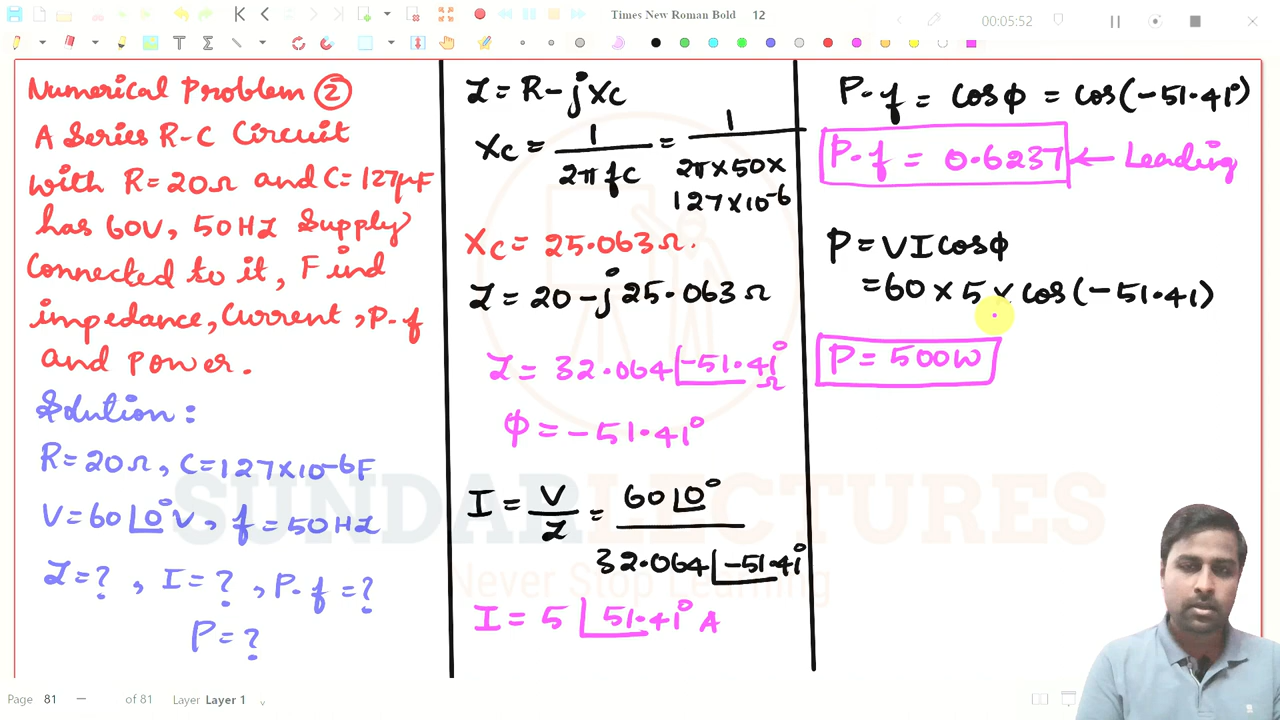 Times New Roman Bold 12
00:05:52
Numerical Problem ②
A Series R-C Circuit
with R=20Ω and C=127μF
has 60V, 50HZ Supply
Connected to it, Find
impedance, Current, P.f
and Power.
Solution:
R=20Ω, C=127×10⁻⁶F
V=60∠0° V, f=50HZ
Z=?, I=?, P.f=?
P=?
Z = R-jXc
Xc = 1/2πfC = 1/2π×50×
127×10⁻⁶
Xc = 25.063Ω.
Z = 20-j25.063Ω
Z = 32.064∠-51.41° Ω
Φ = -51.41°
I = V/Z = 60∠0°/32.064∠-51.41°
I = 5∠51.41° A
P.f = cosΦ = cos(-51.41°)
P.f = 0.6237 ← Leading
P = VI cosΦ
= 60 × 5 × cos(-51.41)
P = 500W
SUNDAR LECTURES
Never Stop Learning
Page 81 of 81 Layer Layer 1